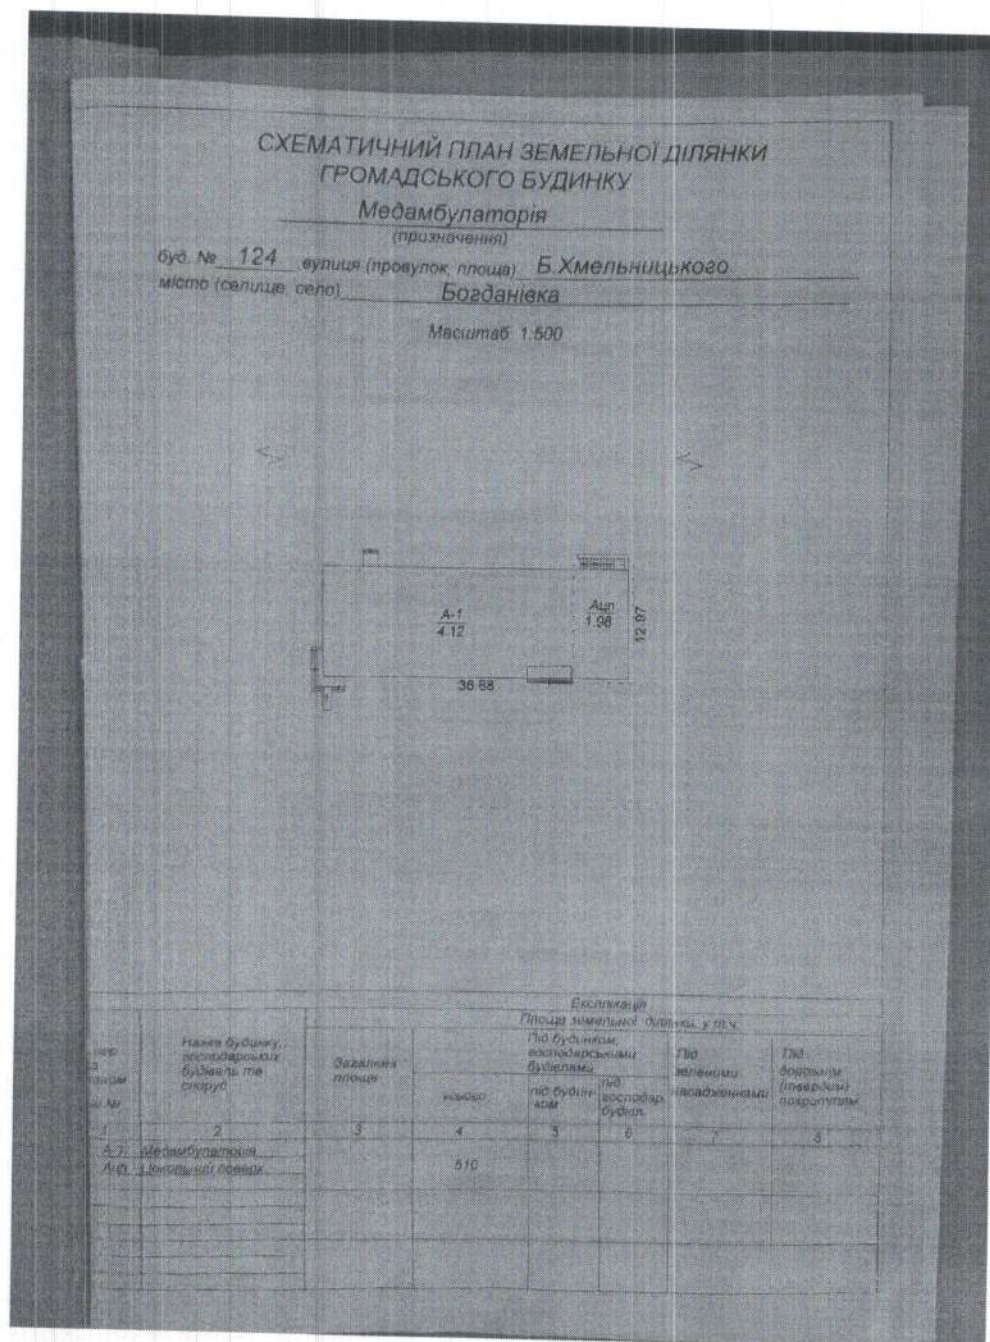 СХЕМАТИЧНИЙ ПЛАН ЗЕМЕЛЬНОЇ ДІЛЯНКИ
ГРОМАДСЬКОГО БУДИНКУ
Медамбулаторія
(призначення)
буд. № 124 вулиця (провулок, площа) Б.Хмельницького
місто (селище, село) Богданівка
Масштаб 1:500
А-1
4.12
Ацп
1.98
12.97
36.68
Експлікація
Площа земельної ділянки, у т.ч.
Назва будинку,
господарських
будівель та
споруд
Загальна
площа
Під будинком,
господарськими
будівлями
під будин-
ком
під
господар.
будівл.
Під
зеленими
насадженнями
Під
дорожнім
(твердим)
покриттям
1 2 3 4 5 6 7 8
А-1 Медамбулаторія
Ацп Цокольний поверх 510